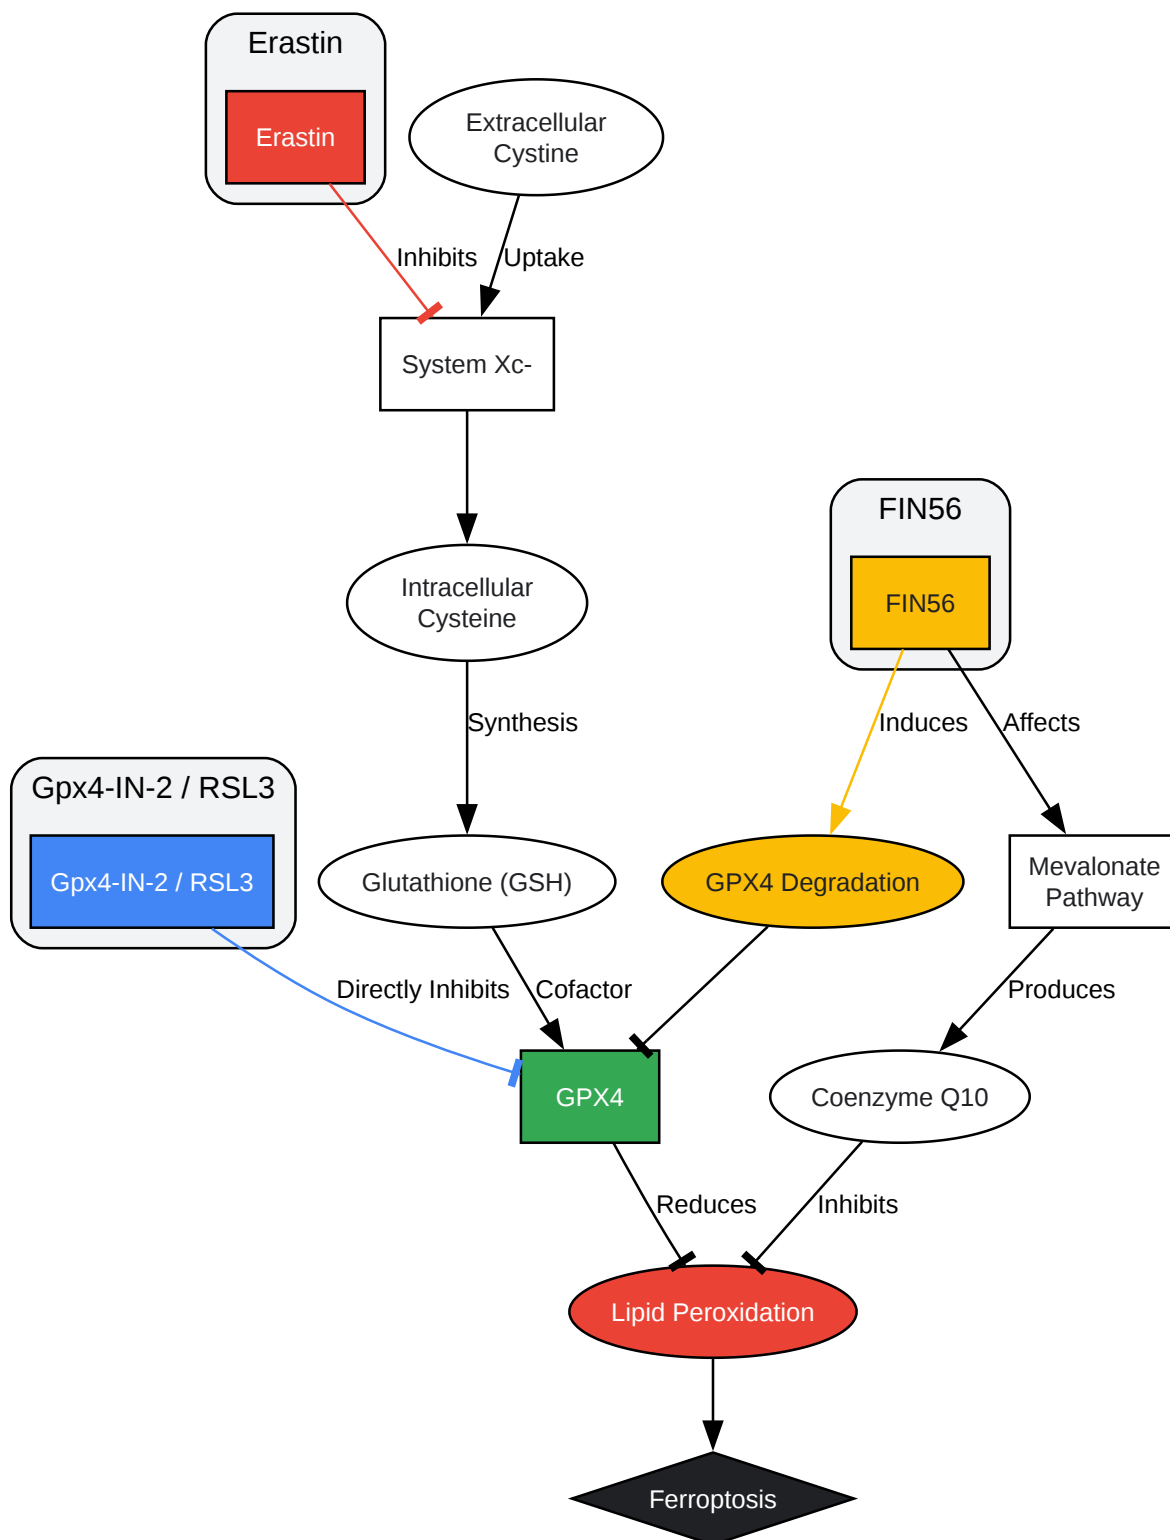 Erastin
Erastin
Extracellular
Cystine
Inhibits
Uptake
System Xc-
Intracellular
Cysteine
FIN56
FIN56
Synthesis
Induces
Affects
Gpx4-IN-2 / RSL3
Gpx4-IN-2 / RSL3
Glutathione (GSH)
GPX4 Degradation
Mevalonate
Pathway
Directly Inhibits
Cofactor
Produces
GPX4
Coenzyme Q10
Reduces
Inhibits
Lipid Peroxidation
Ferroptosis